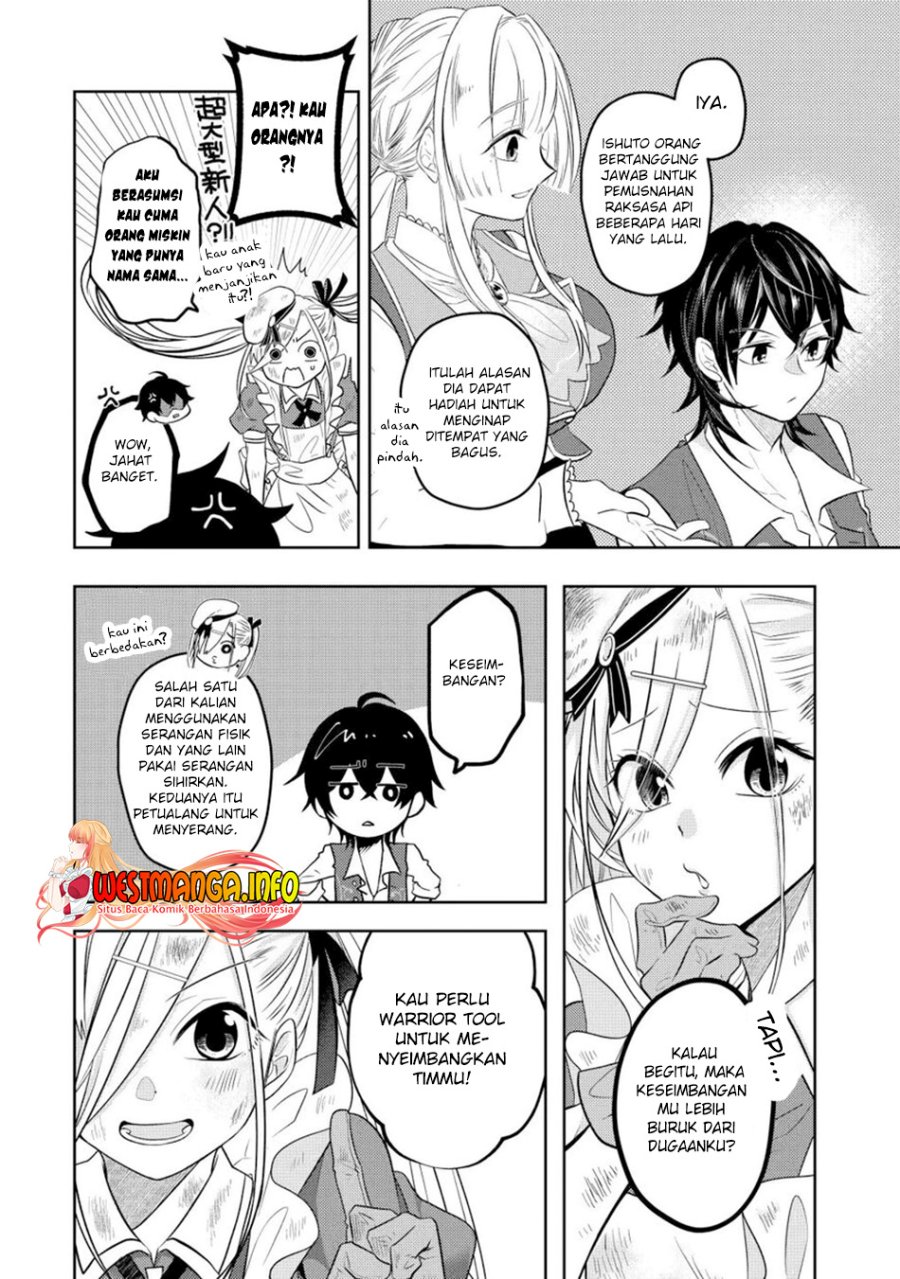 IYA.
ISHUTO ORANG
BERTANGGUNG
JAWAB UNTUK
PEMUSNAHAN
RAKSASA API
BEBERAPA HARI
YANG LALU.
ITULAH ALASAN
DIA DAPAT
HADIAH UNTUK
MENGINAP
DITEMPAT YANG
BAGUS.
itu
alasan
dia
pindah.
APA?! KAU
ORANGNYA
?!
超大型新人?!!
AKU
BERASUMSI
KAU CUMA
ORANG MISKIN
YANG PUNYA
NAMA SAMA...
kau anak
baru yang
menjanjikan
itu?!
WOW,
JAHAT
BANGET.
TAPI...
KALAU
BEGITU, MAKA
KESEIMBANGAN
MU LEBIH
BURUK DARI
DUGAANKU?
KESEIM-
BANGAN?
kau ini
berbedakan?
SALAH SATU
DARI KALIAN
MENGGUNAKAN
SERANGAN FISIK
DAN YANG LAIN
PAKAI SERANGAN
SIHIRKAN.
KEDUANYA ITU
PETUALANG UNTUK
MENYERANG.
WESTMANGA.INFO
Situs Baca Komik Berbahasa Indonesia
KAU PERLU
WARRIOR TOOL
UNTUK ME-
NYEIMBANGKAN
TIMMU!